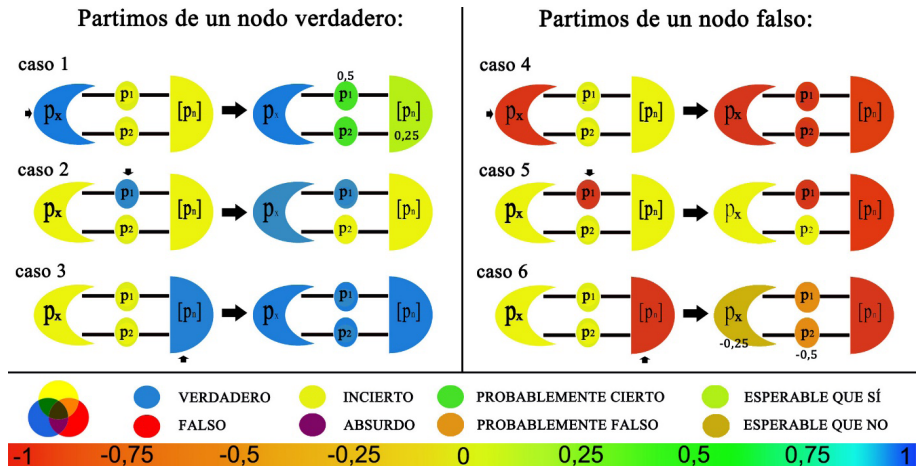 Partimos de un nodo verdadero:
Partimos de un nodo falso:
caso 1
px p1 p2 [pn]
px 0,5 p1 p2 [pn] 0,25
caso 4
px p1 p2 [pn]
px p1 p2 [pn]
caso 2
px p1 p2 [pn]
px p1 p2 [pn]
caso 5
px p1 p2 [pn]
px p1 p2 [pn]
caso 3
px p1 p2 [pn]
px p1 p2 [pn]
caso 6
px p1 p2 [pn]
px -0,25 p1 p2 -0,5 [pn]
VERDADERO INCIERTO PROBABLEMENTE CIERTO ESPERABLE QUE SÍ
FALSO ABSURDO PROBABLEMENTE FALSO ESPERABLE QUE NO
-1 -0,75 -0,5 -0,25 0 0,25 0,5 0,75 1